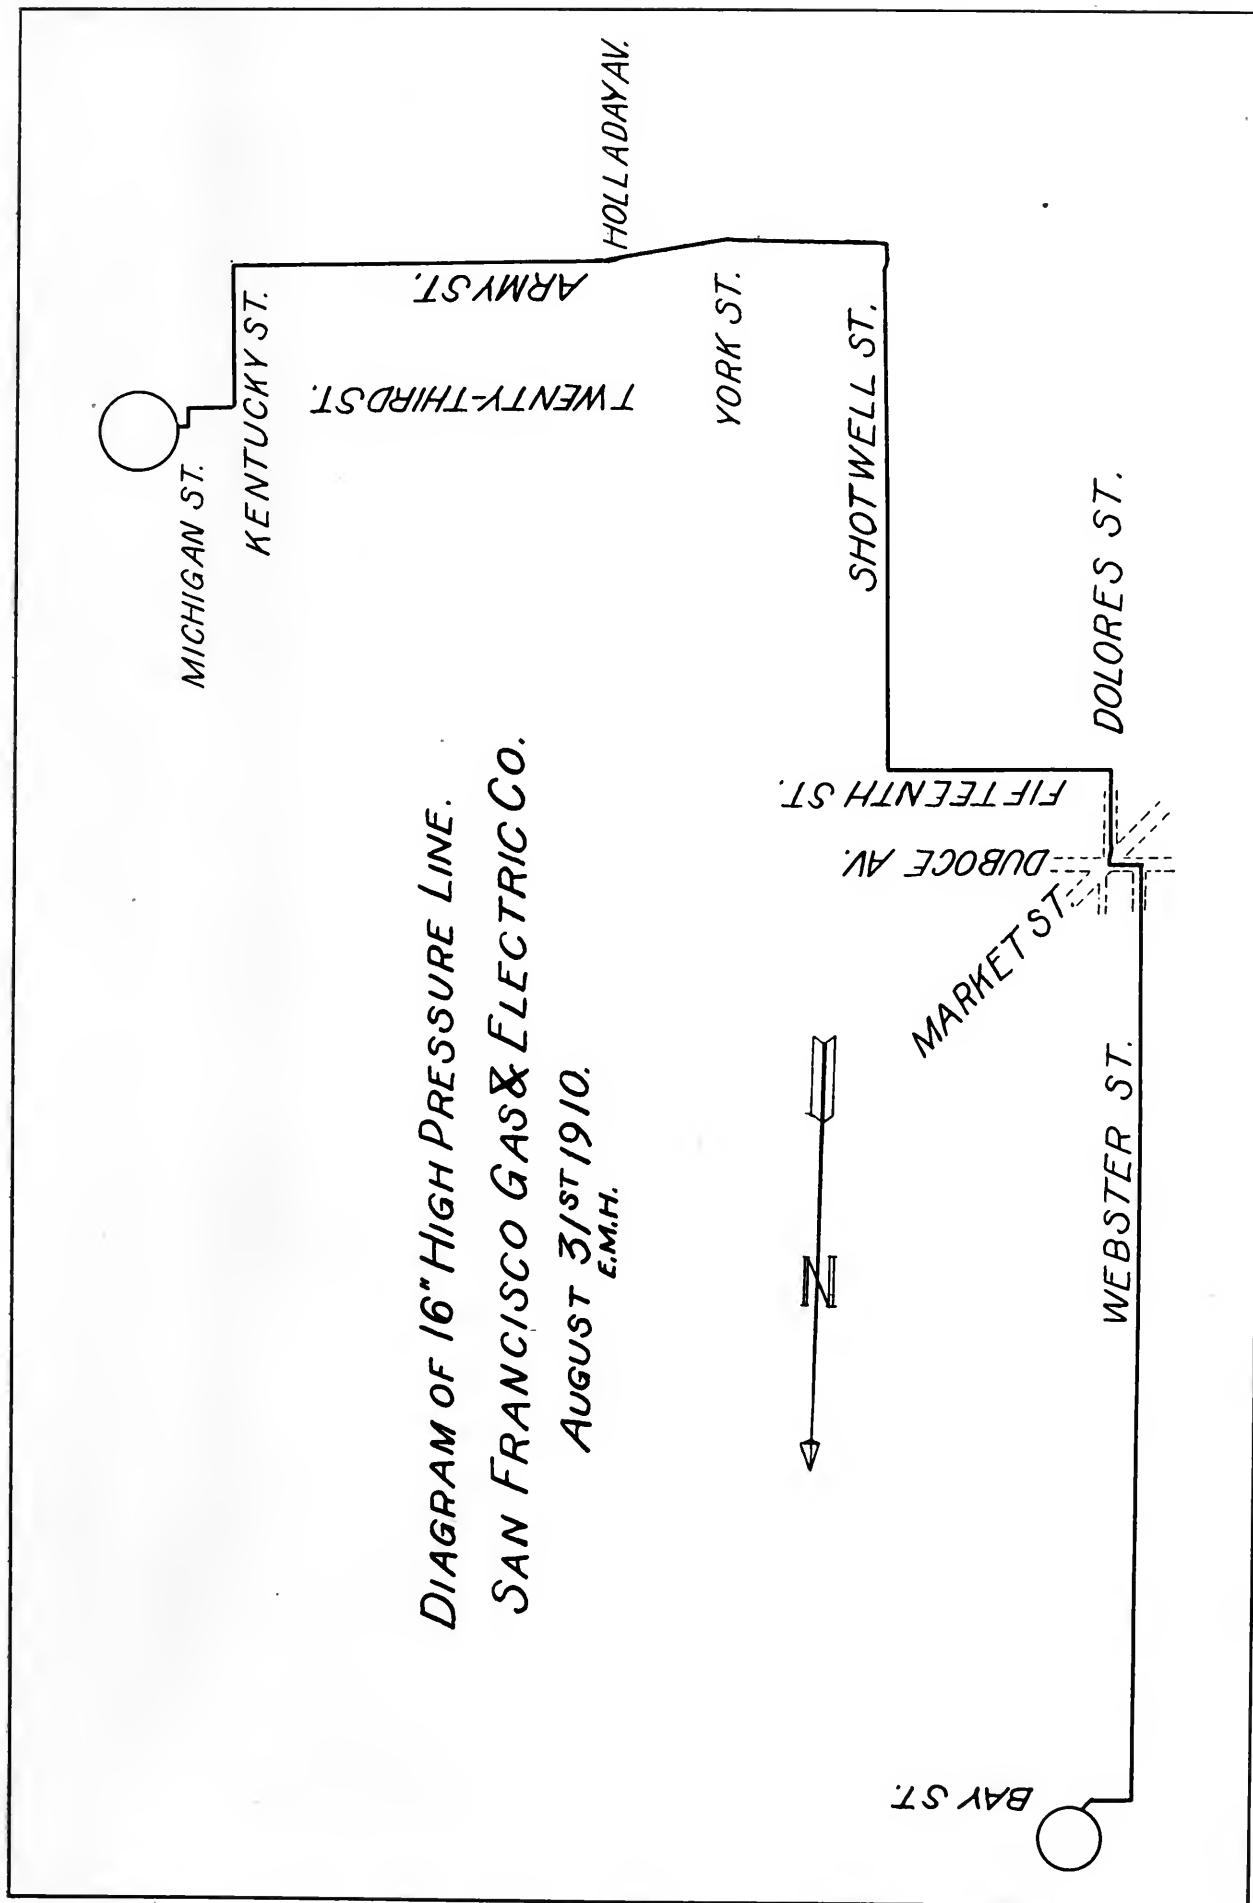 DIAGRAM OF 16" HIGH PRESSURE LINE.
SAN FRANCISCO GAS & ELECTRIC CO.
AUGUST 31ST 1910.
E.M.H.
MICHIGAN ST.
KENTUCKY ST.
TWENTY-THIRD ST.
ARMY ST.
HOLLADAY AV.
YORK ST.
SHOTWELL ST.
FIFTEENTH ST.
DOLORES ST.
DUBOCE AV.
MARKET ST.
N
WEBSTER ST.
BAY ST.